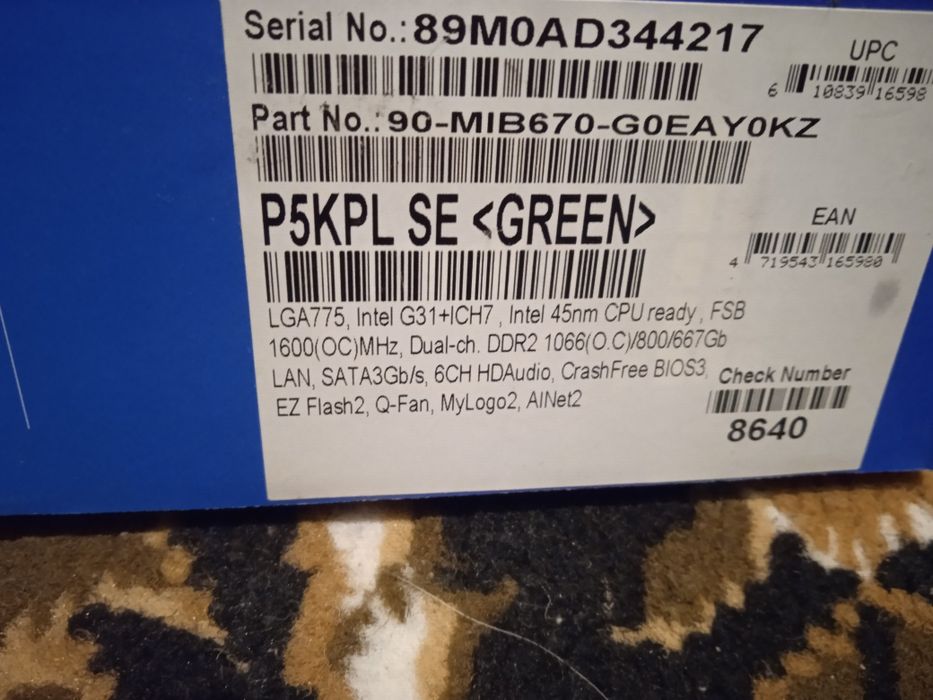 Serial No.: 89M0AD344217
UPC
6 10839 16598
Part No.: 90-MIB670-G0EAY0KZ
P5KPL SE <GREEN>
EAN
4 719543 165980
LGA775, Intel G31+ICH7 , Intel 45nm CPU ready , FSB
1600(OC)MHz, Dual-ch. DDR2 1066(O.C)/800/667Gb
LAN, SATA3Gb/s, 6CH HDAudio, CrashFree BIOS3,
EZ Flash2, Q-Fan, MyLogo2, AINet2
Check Number
8640